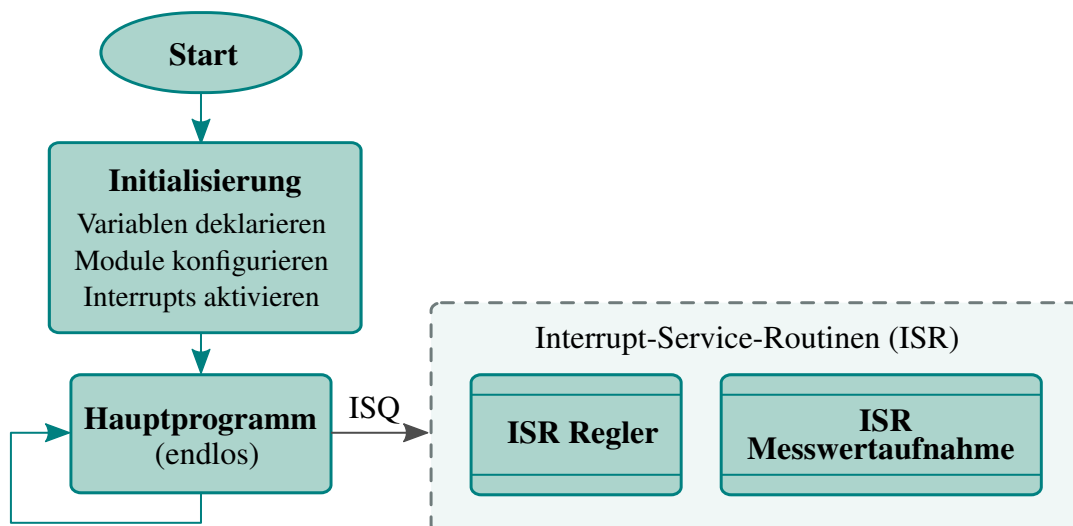 Start
Initialisierung
Variablen deklarieren
Module konfigurieren
Interrupts aktivieren
Hauptprogramm
(endlos)
ISQ
Interrupt-Service-Routinen (ISR)
ISR Regler
ISR
Messwertaufnahme